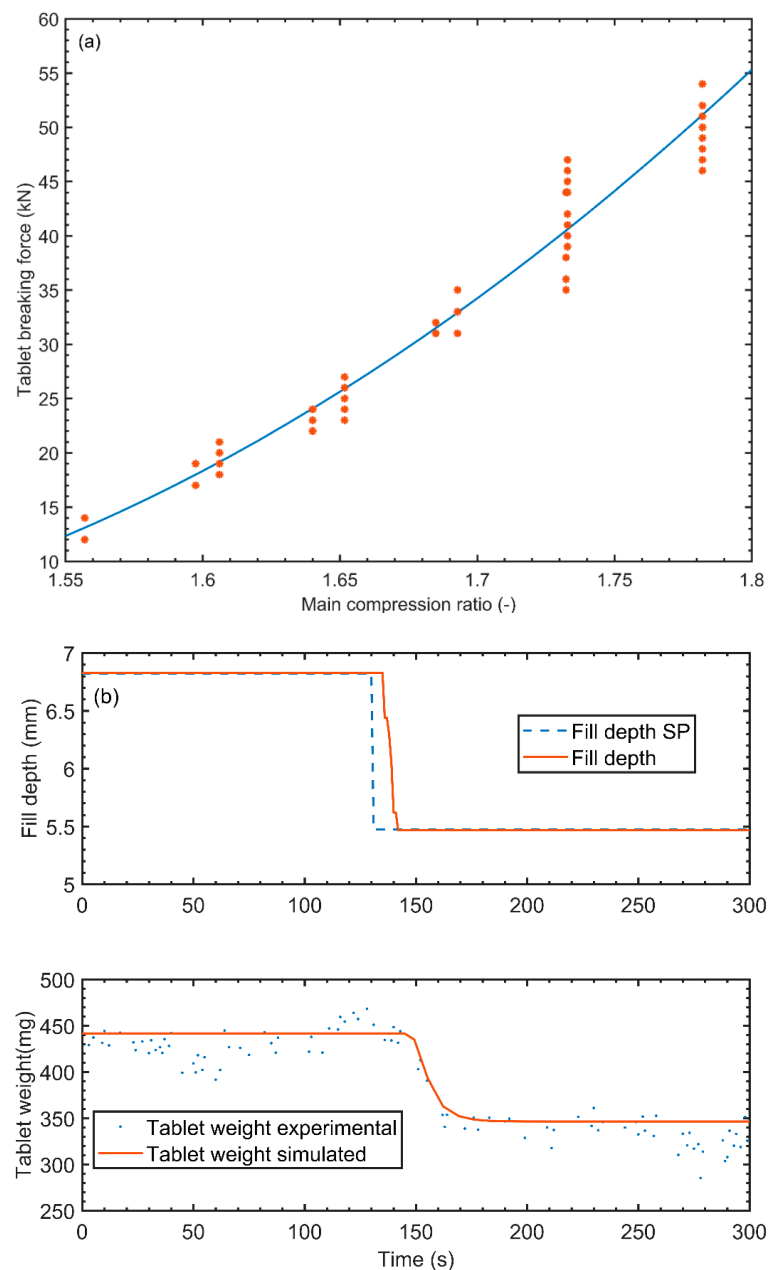 (a)
60
55
50
45
40
35
30
25
20
15
10
Tablet breaking force (kN)
1.55 1.6 1.65 1.7 1.75 1.8
Main compression ratio (-)
(b)
7
6.5
6
5.5
5
Fill depth (mm)
Fill depth SP
Fill depth
0 50 100 150 200 250 300
500
450
400
350
300
250
Tablet weight(mg)
Tablet weight experimental
Tablet weight simulated
0 50 100 150 200 250 300
Time (s)